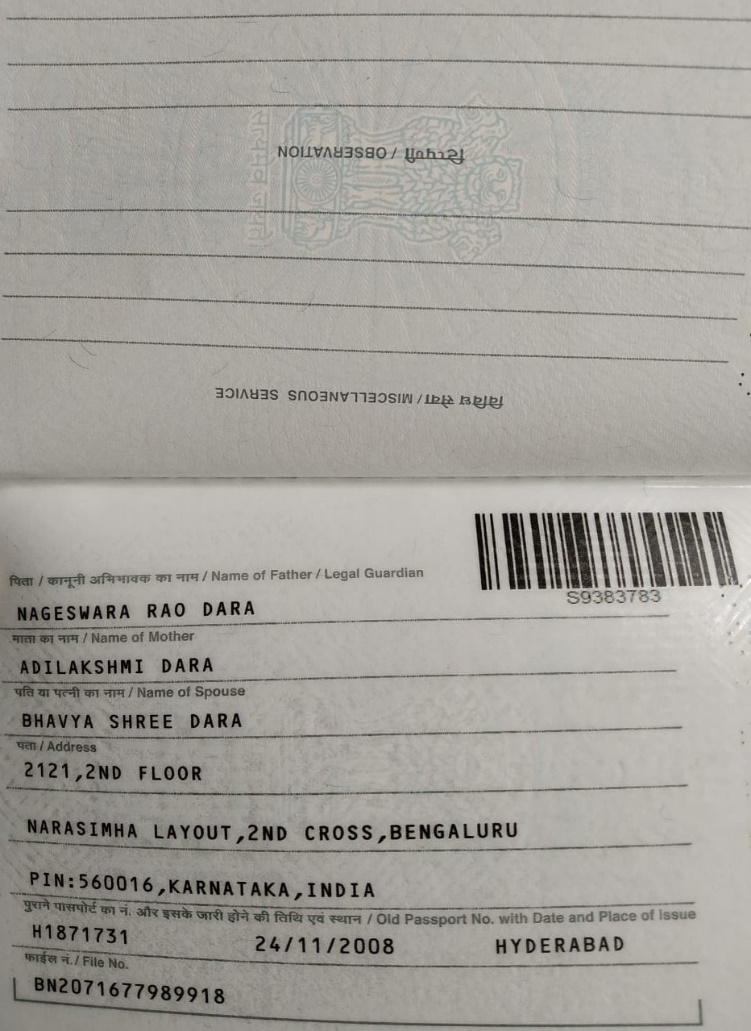 टिप्पणी / OBSERVATION
सत्यमेव जयते
विविध सेवा / MISCELLANEOUS SERVICE
पिता / कानूनी अभिभावक का नाम / Name of Father / Legal Guardian
S9383783
NAGESWARA RAO DARA
माता का नाम / Name of Mother
ADILAKSHMI DARA
पति या पत्नी का नाम / Name of Spouse
BHAVYA SHREE DARA
पता / Address
2121,2ND FLOOR
NARASIMHA LAYOUT,2ND CROSS,BENGALURU
PIN:560016,KARNATAKA,INDIA
पुराने पासपोर्ट का नं. और इसके जारी होने की तिथि एवं स्थान / Old Passport No. with Date and Place of Issue
H1871731 24/11/2008 HYDERABAD
फाईल नं./ File No.
BN2071677989918